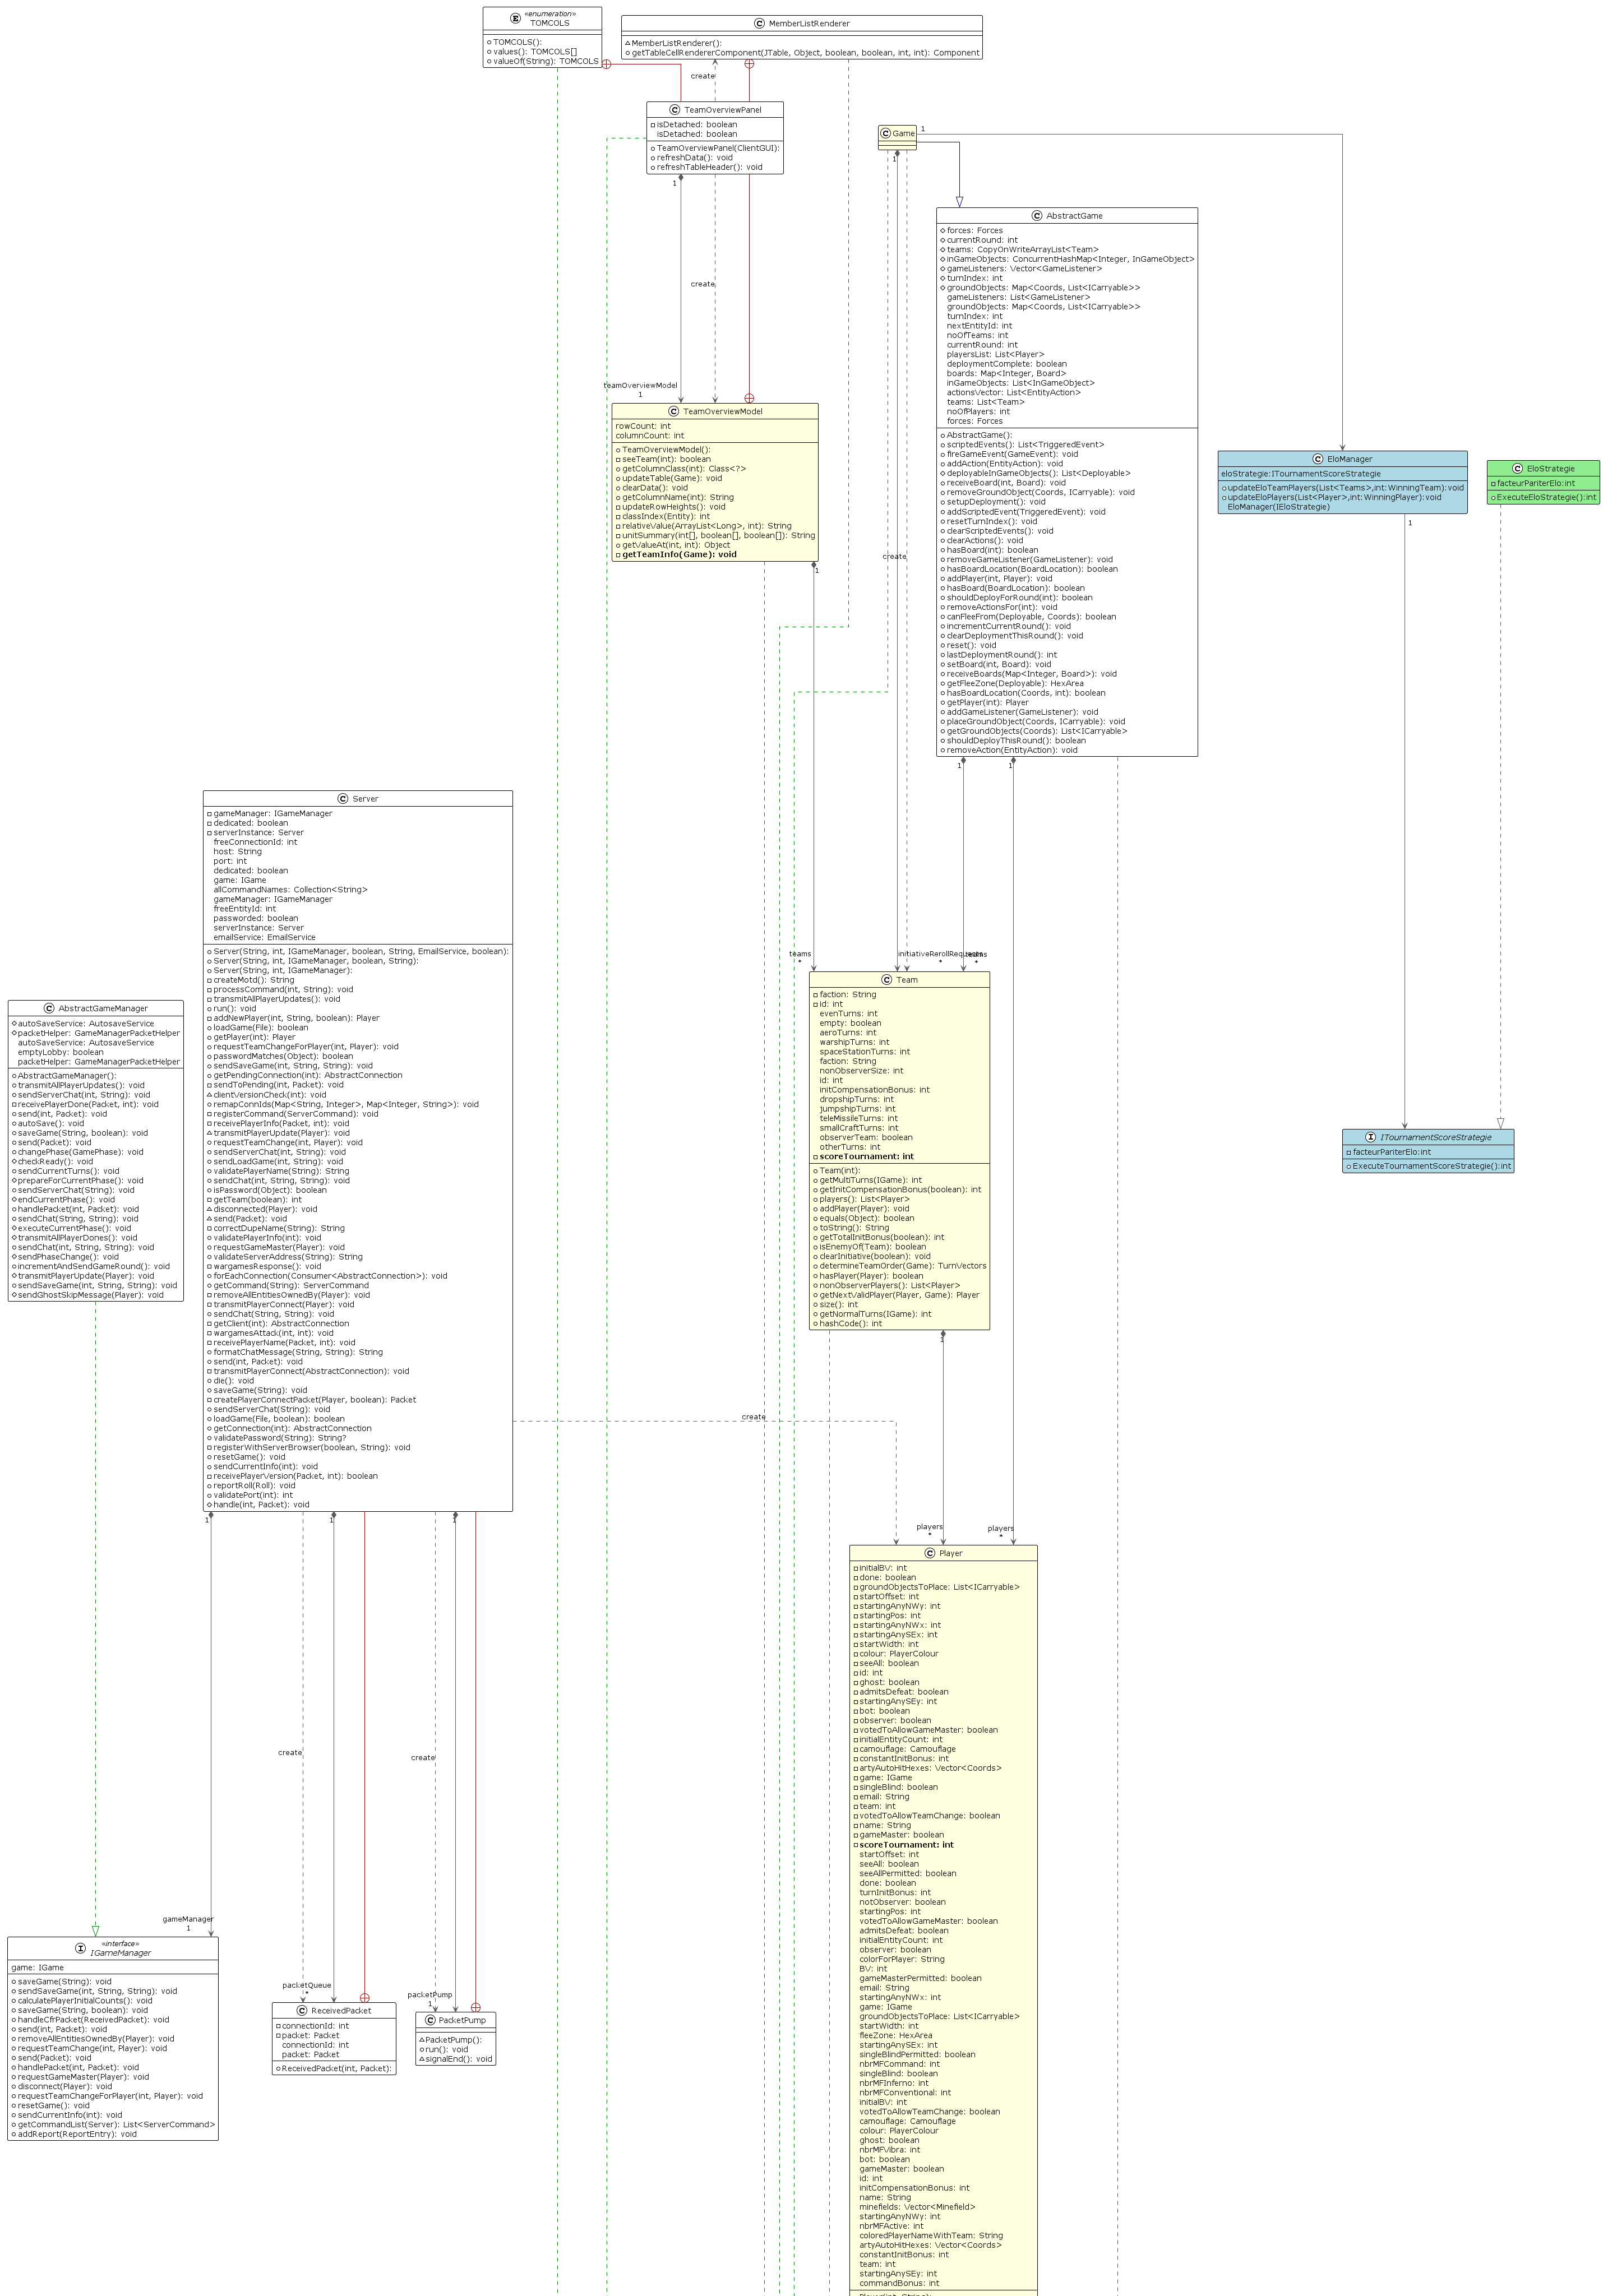 «enumeration»
TOMCOLS
TOMCOLS():
values(): TOMCOLS[]
valueOf(String): TOMCOLS
MemberListRenderer
MemberListRenderer():
getTableCellRendererComponent(JTable, Object, boolean, boolean, int, int): Component
create
TeamOverviewPanel
isDetached: boolean
isDetached: boolean
TeamOverviewPanel(ClientGUI):
refreshData(): void
refreshTableHeader(): void
1
create
teamOverviewModel
1
Game
1
1
create
AbstractGame
forces: Forces
currentRound: int
teams: CopyOnWriteArrayList<Team>
inGameObjects: ConcurrentHashMap<Integer, InGameObject>
gameListeners: Vector<GameListener>
turnIndex: int
groundObjects: Map<Coords, List<ICarryable>>
gameListeners: List<GameListener>
groundObjects: Map<Coords, List<ICarryable>>
turnIndex: int
nextEntityId: int
noOfTeams: int
currentRound: int
playersList: List<Player>
deploymentComplete: boolean
boards: Map<Integer, Board>
inGameObjects: List<InGameObject>
actionsVector: List<EntityAction>
teams: List<Team>
noOfPlayers: int
forces: Forces
AbstractGame():
scriptedEvents(): List<TriggeredEvent>
fireGameEvent(GameEvent): void
addAction(EntityAction): void
deployableInGameObjects(): List<Deployable>
receiveBoard(int, Board): void
removeGroundObject(Coords, ICarryable): void
setupDeployment(): void
addScriptedEvent(TriggeredEvent): void
resetTurnIndex(): void
clearScriptedEvents(): void
clearActions(): void
hasBoard(int): boolean
removeGameListener(GameListener): void
hasBoardLocation(BoardLocation): boolean
addPlayer(int, Player): void
hasBoard(BoardLocation): boolean
shouldDeployForRound(int): boolean
removeActionsFor(int): void
canFleeFrom(Deployable, Coords): boolean
incrementCurrentRound(): void
clearDeploymentThisRound(): void
reset(): void
lastDeploymentRound(): int
setBoard(int, Board): void
receiveBoards(Map<Integer, Board>): void
getFleeZone(Deployable): HexArea
hasBoardLocation(Coords, int): boolean
getPlayer(int): Player
addGameListener(GameListener): void
placeGroundObject(Coords, ICarryable): void
getGroundObjects(Coords): List<ICarryable>
shouldDeployThisRound(): boolean
removeAction(EntityAction): void
1
1
TeamOverviewModel
rowCount: int
columnCount: int
TeamOverviewModel():
seeTeam(int): boolean
getColumnClass(int): Class<?>
updateTable(Game): void
clearData(): void
getColumnName(int): String
updateRowHeights(): void
classIndex(Entity): int
relativeValue(ArrayList<Long>, int): String
unitSummary(int[], boolean[], boolean[]): String
getValueAt(int, int): Object
getTeamInfo(Game): void
1
EloManager
eloStrategie:ITournamentScoreStrategie
updateEloTeamPlayers(List<Teams>,int: WinningTeam):void
updateEloPlayers(List<Player>,int: WinningPlayer):void
EloManager(IEloStrategie)
1
EloStrategie
facteurPariterElo:int
ExecuteEloStrategie():int
ITournamentScoreStrategie
facteurPariterElo:int
ExecuteTournamentScoreStrategie():int
Server
gameManager: IGameManager
dedicated: boolean
serverInstance: Server
freeConnectionId: int
host: String
port: int
dedicated: boolean
game: IGame
allCommandNames: Collection<String>
gameManager: IGameManager
freeEntityId: int
passworded: boolean
serverInstance: Server
emailService: EmailService
Server(String, int, IGameManager, boolean, String, EmailService, boolean):
Server(String, int, IGameManager, boolean, String):
Server(String, int, IGameManager):
createMotd(): String
processCommand(int, String): void
transmitAllPlayerUpdates(): void
run(): void
addNewPlayer(int, String, boolean): Player
loadGame(File): boolean
getPlayer(int): Player
requestTeamChangeForPlayer(int, Player): void
passwordMatches(Object): boolean
sendSaveGame(int, String, String): void
getPendingConnection(int): AbstractConnection
sendToPending(int, Packet): void
clientVersionCheck(int): void
remapConnIds(Map<String, Integer>, Map<Integer, String>): void
registerCommand(ServerCommand): void
receivePlayerInfo(Packet, int): void
transmitPlayerUpdate(Player): void
requestTeamChange(int, Player): void
sendServerChat(int, String): void
sendLoadGame(int, String): void
validatePlayerName(String): String
sendChat(int, String, String): void
isPassword(Object): boolean
getTeam(boolean): int
disconnected(Player): void
send(Packet): void
correctDupeName(String): String
validatePlayerInfo(int): void
requestGameMaster(Player): void
validateServerAddress(String): String
wargamesResponse(): void
forEachConnection(Consumer<AbstractConnection>): void
getCommand(String): ServerCommand
removeAllEntitiesOwnedBy(Player): void
transmitPlayerConnect(Player): void
sendChat(String, String): void
getClient(int): AbstractConnection
wargamesAttack(int, int): void
receivePlayerName(Packet, int): void
formatChatMessage(String, String): String
send(int, Packet): void
transmitPlayerConnect(AbstractConnection): void
die(): void
saveGame(String): void
createPlayerConnectPacket(Player, boolean): Packet
sendServerChat(String): void
loadGame(File, boolean): boolean
getConnection(int): AbstractConnection
validatePassword(String): String?
registerWithServerBrowser(boolean, String): void
resetGame(): void
sendCurrentInfo(int): void
receivePlayerVersion(Packet, int): boolean
reportRoll(Roll): void
validatePort(int): int
handle(int, Packet): void
1
1
1
create
create
create
AbstractGameManager
autoSaveService: AutosaveService
packetHelper: GameManagerPacketHelper
autoSaveService: AutosaveService
emptyLobby: boolean
packetHelper: GameManagerPacketHelper
AbstractGameManager():
transmitAllPlayerUpdates(): void
sendServerChat(int, String): void
receivePlayerDone(Packet, int): void
send(int, Packet): void
autoSave(): void
saveGame(String, boolean): void
send(Packet): void
changePhase(GamePhase): void
checkReady(): void
sendCurrentTurns(): void
prepareForCurrentPhase(): void
sendServerChat(String): void
endCurrentPhase(): void
handlePacket(int, Packet): void
sendChat(String, String): void
executeCurrentPhase(): void
transmitAllPlayerDones(): void
sendChat(int, String, String): void
sendPhaseChange(): void
incrementAndSendGameRound(): void
transmitPlayerUpdate(Player): void
sendSaveGame(int, String, String): void
sendGhostSkipMessage(Player): void
teams
*
*
teams
*
Team
faction: String
id: int
evenTurns: int
empty: boolean
aeroTurns: int
warshipTurns: int
spaceStationTurns: int
faction: String
nonObserverSize: int
id: int
initCompensationBonus: int
dropshipTurns: int
jumpshipTurns: int
teleMissileTurns: int
smallCraftTurns: int
observerTeam: boolean
otherTurns: int
scoreTournament: int
Team(int):
getMultiTurns(IGame): int
getInitCompensationBonus(boolean): int
players(): List<Player>
addPlayer(Player): void
equals(Object): boolean
toString(): String
getTotalInitBonus(boolean): int
isEnemyOf(Team): boolean
clearInitiative(boolean): void
determineTeamOrder(Game): TurnVectors
hasPlayer(Player): boolean
nonObserverPlayers(): List<Player>
getNextValidPlayer(Player, Game): Player
size(): int
getNormalTurns(IGame): int
hashCode(): int
1
players
*
players
*
Player
initialBV: int
done: boolean
groundObjectsToPlace: List<ICarryable>
startOffset: int
startingAnyNWy: int
startingPos: int
startingAnyNWx: int
startingAnySEx: int
startWidth: int
colour: PlayerColour
seeAll: boolean
id: int
ghost: boolean
admitsDefeat: boolean
startingAnySEy: int
bot: boolean
observer: boolean
votedToAllowGameMaster: boolean
initialEntityCount: int
camouflage: Camouflage
constantInitBonus: int
artyAutoHitHexes: Vector<Coords>
game: IGame
singleBlind: boolean
email: String
team: int
votedToAllowTeamChange: boolean
name: String
gameMaster: boolean
scoreTournament: int
startOffset: int
seeAll: boolean
seeAllPermitted: boolean
done: boolean
turnInitBonus: int
notObserver: boolean
startingPos: int
votedToAllowGameMaster: boolean
admitsDefeat: boolean
initialEntityCount: int
observer: boolean
colorForPlayer: String
BV: int
gameMasterPermitted: boolean
email: String
startingAnyNWx: int
game: IGame
groundObjectsToPlace: List<ICarryable>
startWidth: int
fleeZone: HexArea
startingAnySEx: int
singleBlindPermitted: boolean
nbrMFCommand: int
singleBlind: boolean
nbrMFInferno: int
nbrMFConventional: int
initialBV: int
votedToAllowTeamChange: boolean
camouflage: Camouflage
colour: PlayerColour
ghost: boolean
nbrMFVibra: int
bot: boolean
gameMaster: boolean
id: int
initCompensationBonus: int
name: String
minefields: Vector<Minefield>
startingAnyNWy: int
nbrMFActive: int
coloredPlayerNameWithTeam: String
artyAutoHitHexes: Vector<Coords>
constantInitBonus: int
team: int
startingAnySEy: int
commandBonus: int
gameManager
1
«interface»
IGameManager
game: IGame
saveGame(String): void
sendSaveGame(int, String, String): void
calculatePlayerInitialCounts(): void
saveGame(String, boolean): void
handleCfrPacket(ReceivedPacket): void
send(int, Packet): void
removeAllEntitiesOwnedBy(Player): void
requestTeamChange(int, Player): void
send(Packet): void
handlePacket(int, Packet): void
requestGameMaster(Player): void
disconnect(Player): void
requestTeamChangeForPlayer(int, Player): void
resetGame(): void
sendCurrentInfo(int): void
getCommandList(Server): List<ServerCommand>
addReport(ReportEntry): void
packetQueue
*
ReceivedPacket
connectionId: int
packet: Packet
connectionId: int
packet: Packet
ReceivedPacket(int, Packet):
packetPump
1
PacketPump
PacketPump():
run(): void
signalEnd(): void